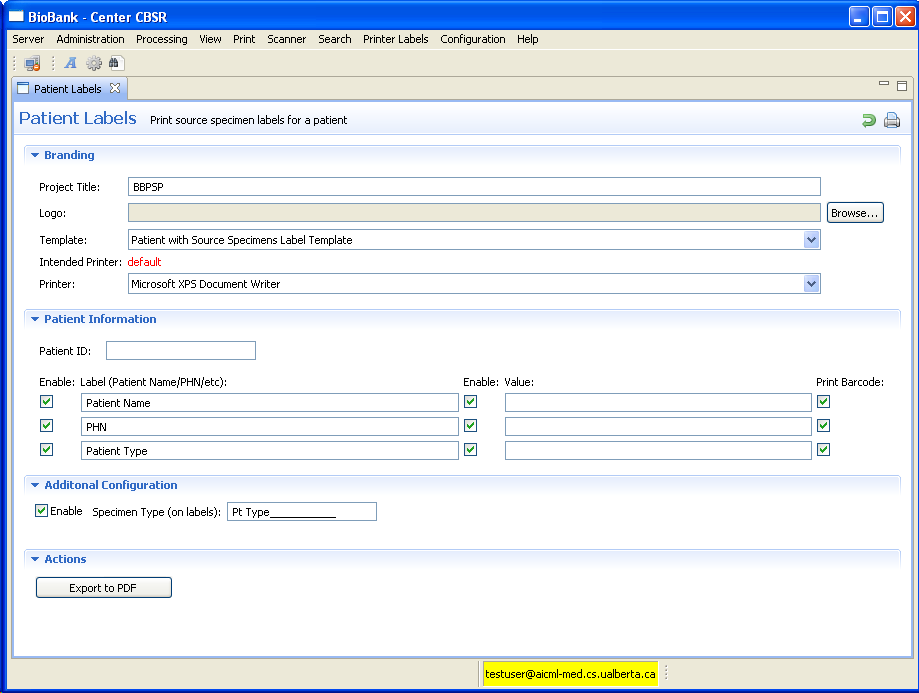 BioBank - Center CBSR
Server Administration Processing View Print Scanner Search Printer Labels Configuration Help
Patient Labels
Patient Labels Print source specimen labels for a patient
Branding
Project Title: BBPSP
Logo: Browse...
Template: Patient with Source Specimens Label Template
Intended Printer: default
Printer: Microsoft XPS Document Writer
Patient Information
Patient ID:
Enable: Label (Patient Name/PHN/etc): Enable: Value: Print Barcode:
Patient Name
PHN
Patient Type
Additonal Configuration
Enable Specimen Type (on labels): Pt Type___________
Actions
Export to PDF
testuser@aicml-med.cs.ualberta.ca